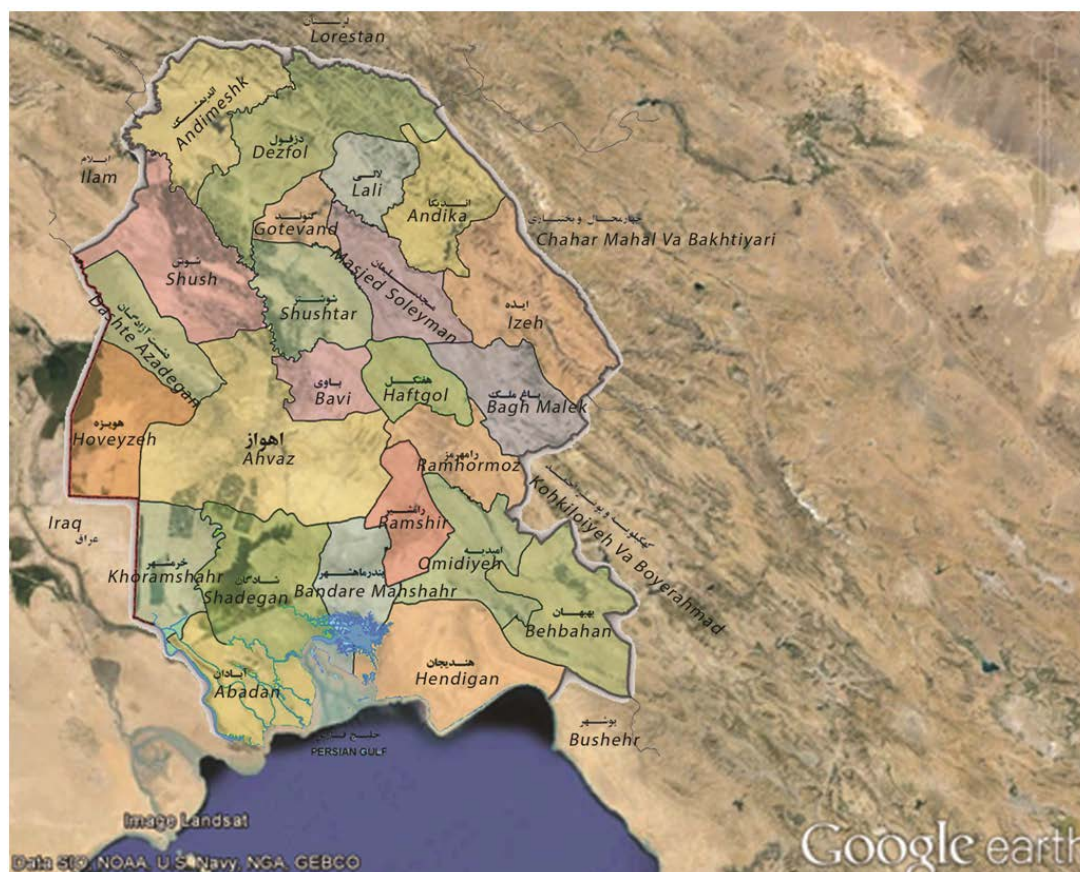 لرستان
Lorestan
اندیمشک
Andimeshk
دزفول
Dezfol
ایلام
Ilam
لالی
Lali
اندیکا
Andika
گتوند
Gotevand
چهارمحال و بختیاری
Chahar Mahal Va Bakhtiyari
شوش
Shush
مسجدسلیمان
Masjed Soleyman
شوشتر
Shushtar
ایذه
Izeh
دشت آزادگان
Dashte Azadegan
باوی
Bavi
هفتگل
Haftgol
باغ ملک
Bagh Malek
هویزه
Hoveyzeh
اهواز
Ahvaz
رامهرمز
Ramhormoz
کهکیلویه و بویراحمد
Kohkiloiyeh Va Boyerahmad
رامشیر
Ramshir
Iraq
عراق
خرمشهر
Khoramshahr
شادگان
Shadegan
بندرماهشهر
Bandare Mahshahr
امیدیه
Omidiyeh
بهبهان
Behbahan
آبادان
Abadan
هندیجان
Hendigan
بوشهر
Bushehr
خلیج فارس
PERSIAN GULF
Image Landsat
Data SIO, NOAA, U.S. Navy, NGA, GEBCO
Google earth